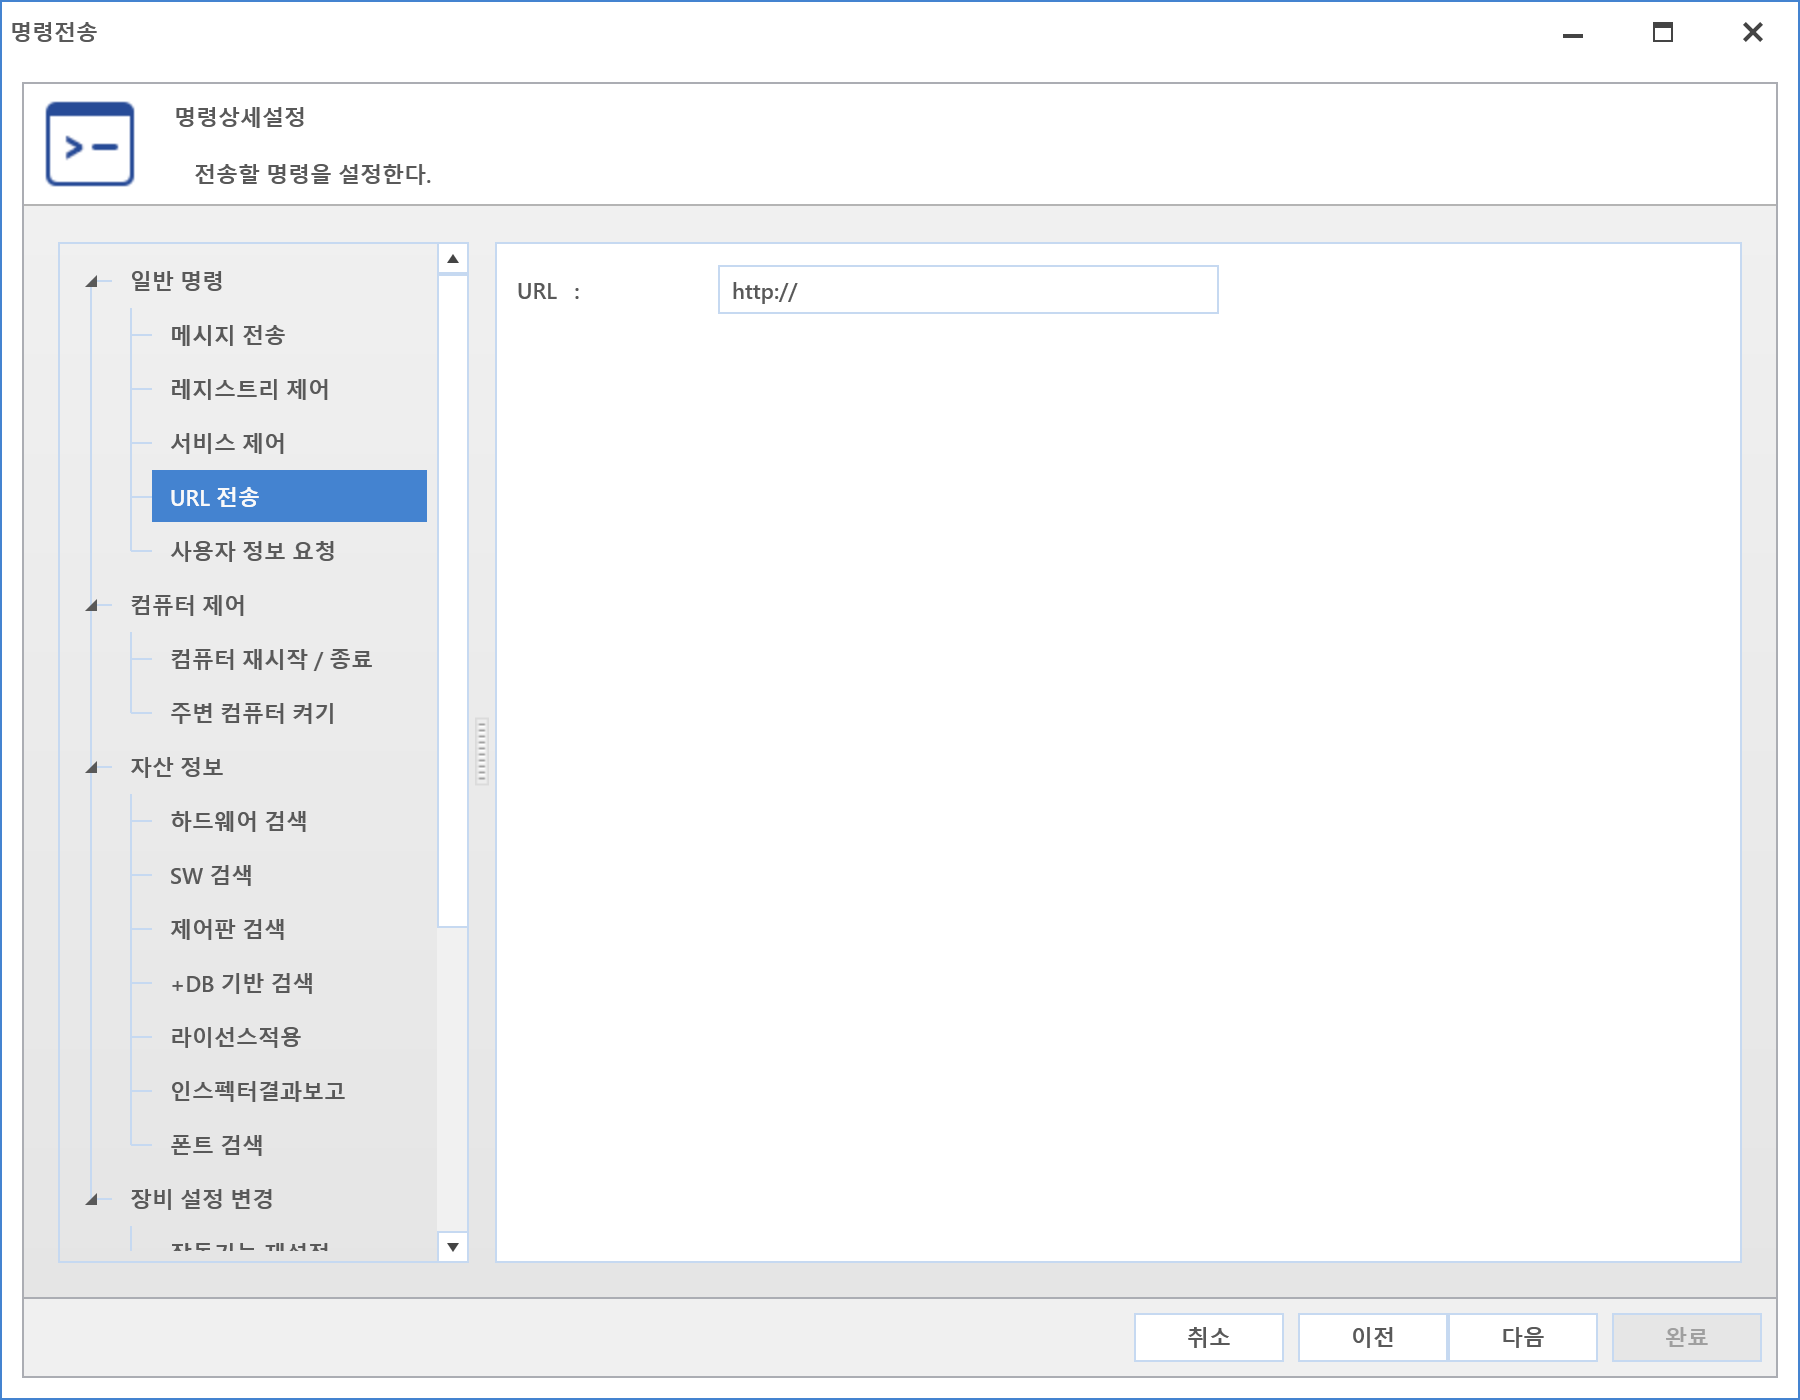 명령전송
명령상세설정
전송할 명령을 설정한다.
일반 명령
메시지 전송
레지스트리 제어
서비스 제어
URL 전송
사용자 정보 요청
컴퓨터 제어
컴퓨터 재시작 / 종료
주변 컴퓨터 켜기
자산 정보
하드웨어 검색
SW 검색
제어판 검색
+DB 기반 검색
라이선스적용
인스펙터결과보고
폰트 검색
장비 설정 변경
URL :
http://
취소
이전
다음
완료